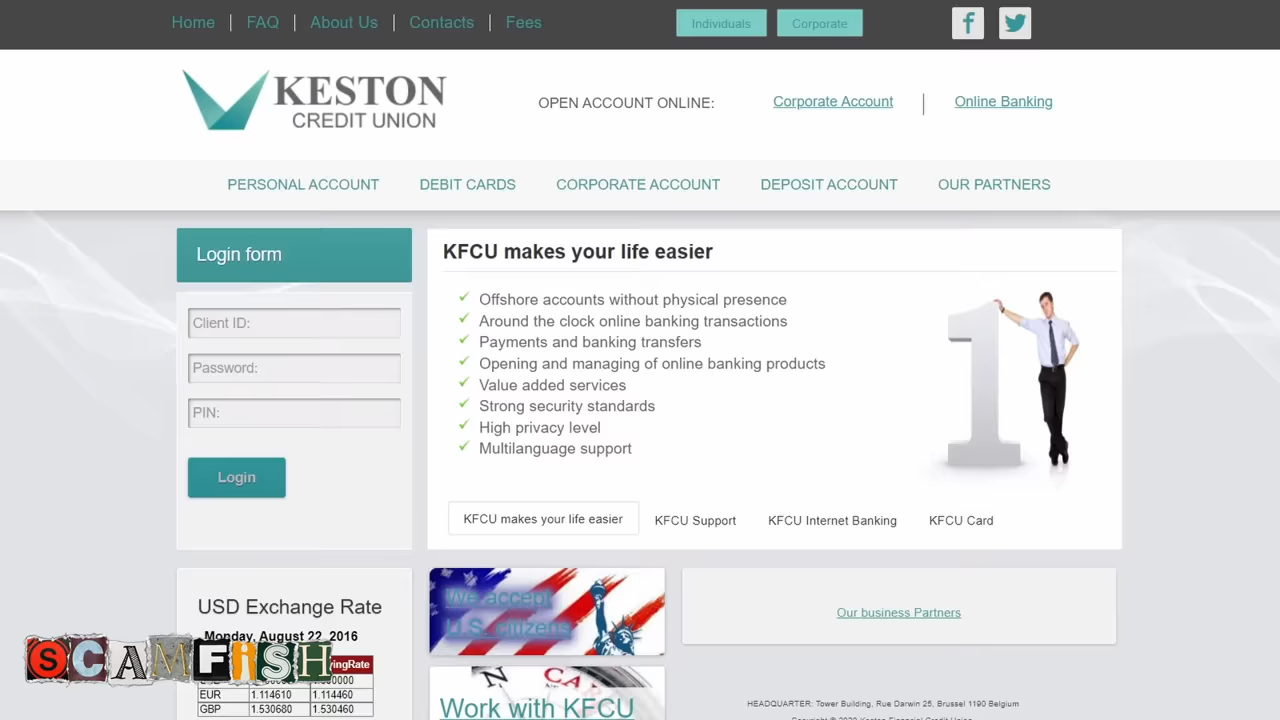 Home | FAQ | About Us | Contacts | Fees
Individuals Corporate
KESTON
CREDIT UNION
OPEN ACCOUNT ONLINE: Corporate Account | Online Banking
PERSONAL ACCOUNT DEBIT CARDS CORPORATE ACCOUNT DEPOSIT ACCOUNT OUR PARTNERS
Login form
Client ID:
Password:
PIN:
Login
KFCU makes your life easier
Offshore accounts without physical presence
Around the clock online banking transactions
Payments and banking transfers
Opening and managing of online banking products
Value added services
Strong security standards
High privacy level
Multilanguage support
KFCU makes your life easier KFCU Support KFCU Internet Banking KFCU Card
USD Exchange Rate
Monday, August 22, 2016
EUR 1.114610 1.114460
GBP 1.530680 1.530460
SCAMFISH
We accept
U.S. citizens
Work with KFCU
Our business Partners
HEADQUARTER: Tower Building, Rue Darwin 25, Brussel 1190 Belgium